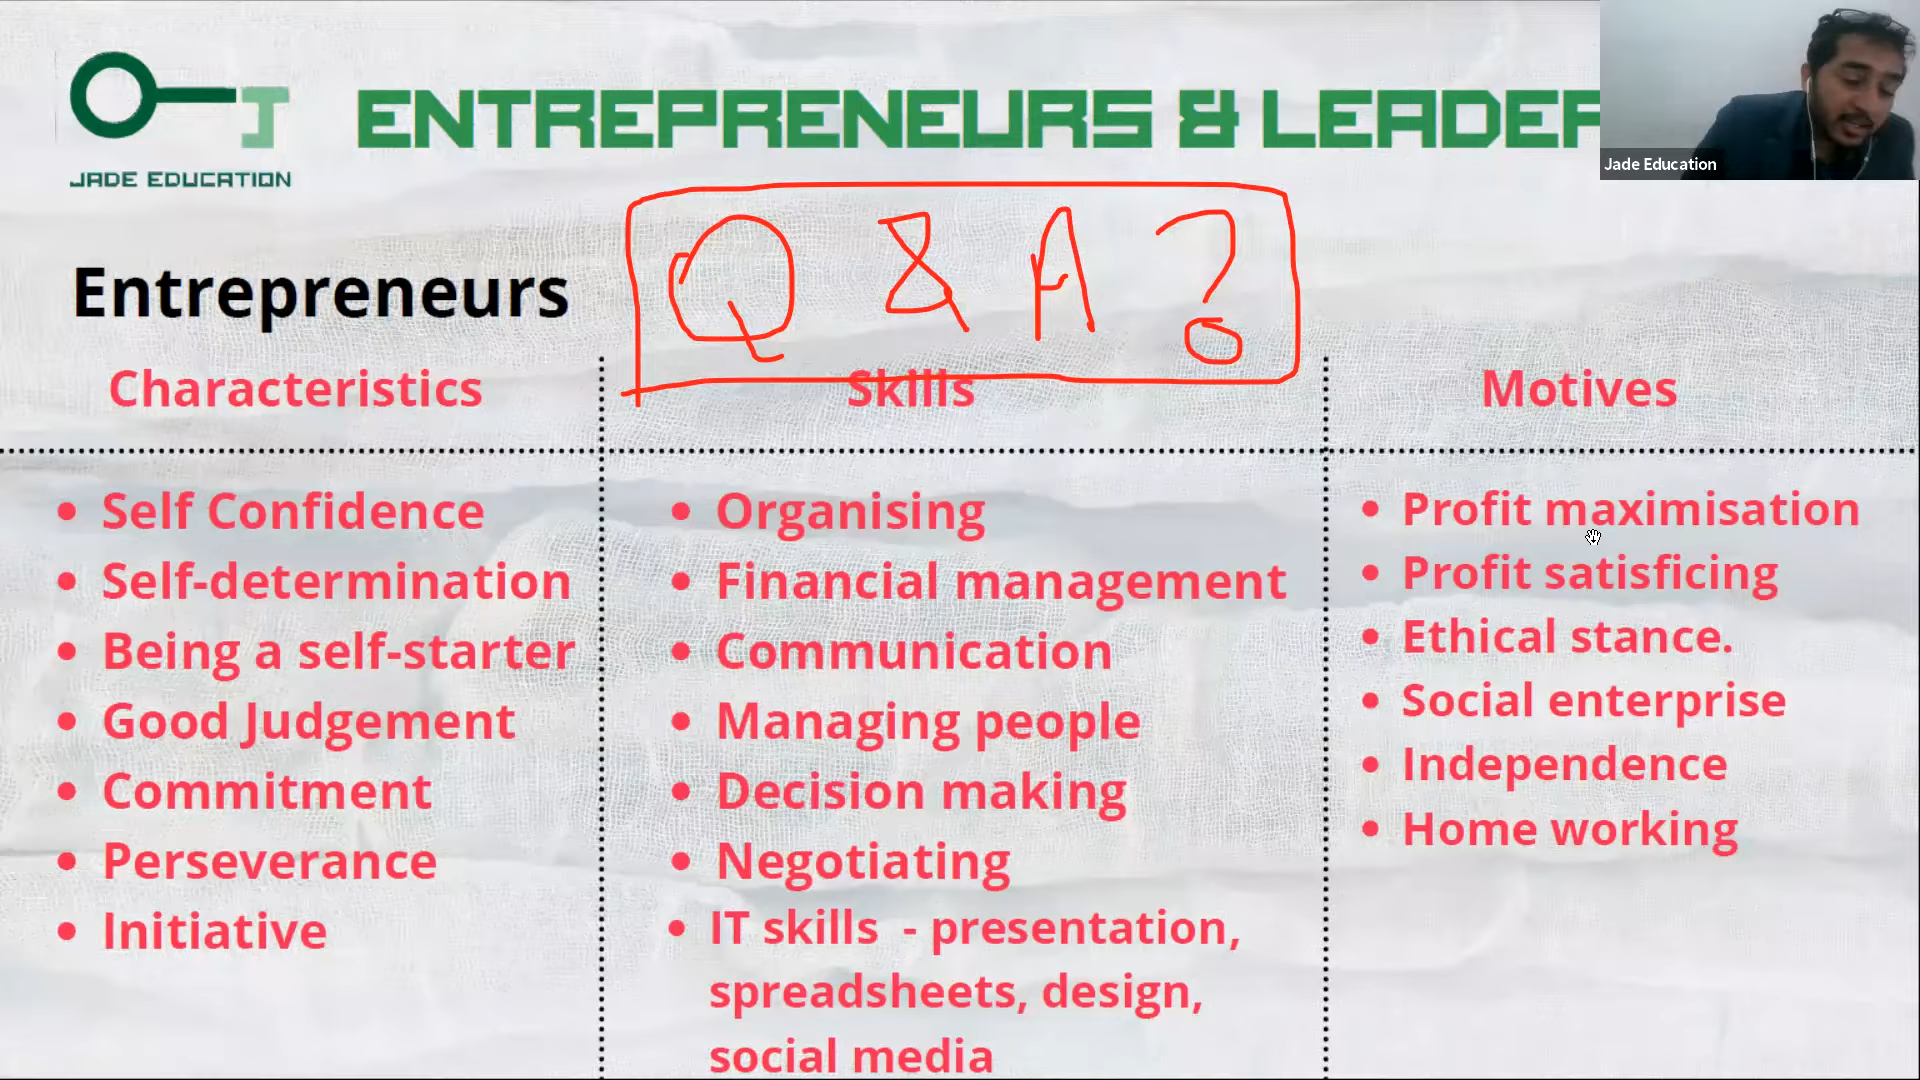 JADE EDUCATION
ENTREPRENEURS & LEADER
Jade Education
Q & A ?
Entrepreneurs
Characteristics
Self Confidence
Self-determination
Being a self-starter
Good Judgement
Commitment
Perseverance
Initiative
Skills
Organising
Financial management
Communication
Managing people
Decision making
Negotiating
IT skills - presentation,
spreadsheets, design,
social media
Motives
Profit maximisation
Profit satisficing
Ethical stance.
Social enterprise
Independence
Home working